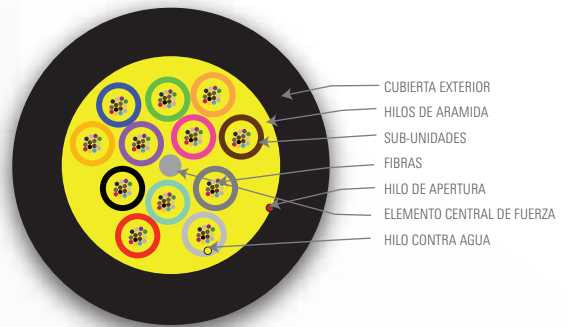 CUBIERTA EXTERIOR
HILOS DE ARAMIDA
SUB-UNIDADES
FIBRAS
HILO DE APERTURA
ELEMENTO CENTRAL DE FUERZA
HILO CONTRA AGUA